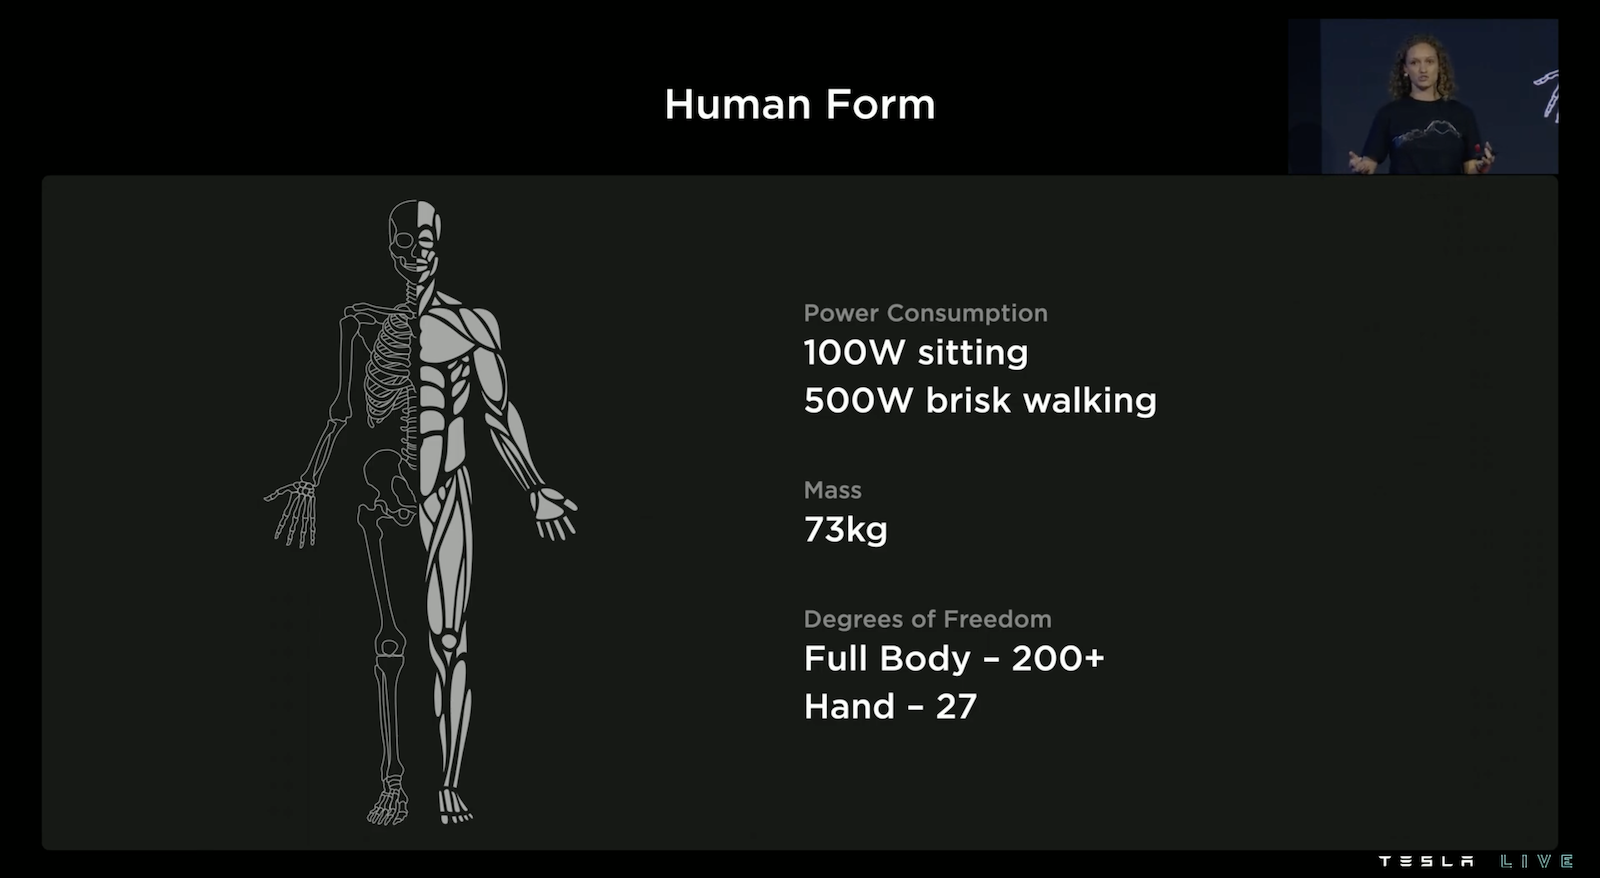 Human Form
Power Consumption
100W sitting
500W brisk walking
Mass
73kg
Degrees of Freedom
Full Body – 200+
Hand – 27
TESLA LIVE